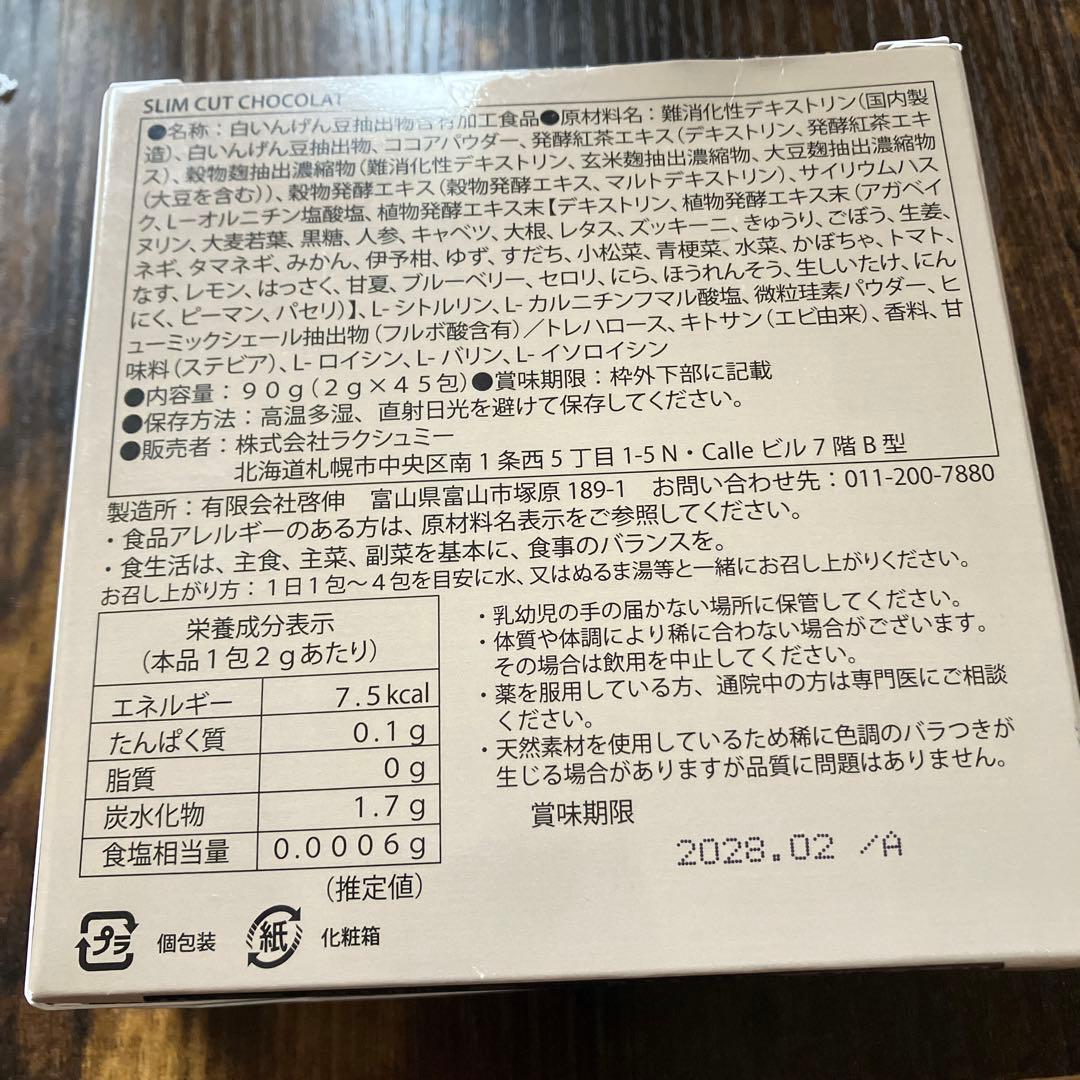 SLIM CUT CHOCOLAT
●名称：白いんげん豆抽出物含有加工食品●原材料名：難消化性デキストリン（国内製
造）、白いんげん豆抽出物、ココアパウダー、発酵紅茶エキス（デキストリン、発酵紅茶エキ
ス）、穀物麹抽出濃縮物（難消化性デキストリン、玄米麹抽出濃縮物、大豆麹抽出濃縮物
（大豆を含む））、穀物発酵エキス（穀物発酵エキス、マルトデキストリン）、サイリウムハス
ク、L－オルニチン塩酸塩、植物発酵エキス末【デキストリン、植物発酵エキス末（アガベイ
ヌリン、大麦若葉、黒糖、人参、キャベツ、大根、レタス、ズッキーニ、きゅうり、ごぼう、生姜、
ネギ、タマネギ、みかん、伊予柑、ゆず、すだち、小松菜、青梗菜、水菜、かぼちゃ、トマト、
なす、レモン、はっさく、甘夏、ブルーベリー、セロリ、にら、ほうれんそう、生しいたけ、にん
にく、ピーマン、パセリ）】、L- シトルリン、L- カルニチンフマル酸塩、微粒珪素パウダー、ヒ
ューミックシェール抽出物（フルボ酸含有）／トレハロース、キトサン（エビ由来）、香料、甘
味料（ステビア）、L- ロイシン、L- バリン、L- イソロイシン
●内容量：９０g（２g×４５包）●賞味期限：枠外下部に記載
●保存方法：高温多湿、直射日光を避けて保存してください。
●販売者：株式会社ラクシュミー
北海道札幌市中央区南１条西５丁目 1-5 N・Calle ビル７階 B 型
製造所：有限会社啓伸　富山県富山市塚原 189-1　お問い合わせ先：011-200-7880
・食品アレルギーのある方は、原材料名表示をご参照してください。
・食生活は、主食、主菜、副菜を基本に、食事のバランスを。
お召し上がり方：１日１包～４包を目安に水、又はぬるま湯等と一緒にお召し上がりください。
栄養成分表示
（本品１包２gあたり）
エネルギー 7.5kcal
たんぱく質 0.1g
脂質 0g
炭水化物 1.7g
食塩相当量 0.0006g
（推定値）
・乳幼児の手の届かない場所に保管してください。
・体質や体調により稀に合わない場合がございます。
その場合は飲用を中止してください。
・薬を服用している方、通院中の方は専門医にご相談
ください。
・天然素材を使用しているため稀に色調のバラつきが
生じる場合がありますが品質に問題はありません。
賞味期限
2028.02 /A
プラ 個包装
紙 化粧箱